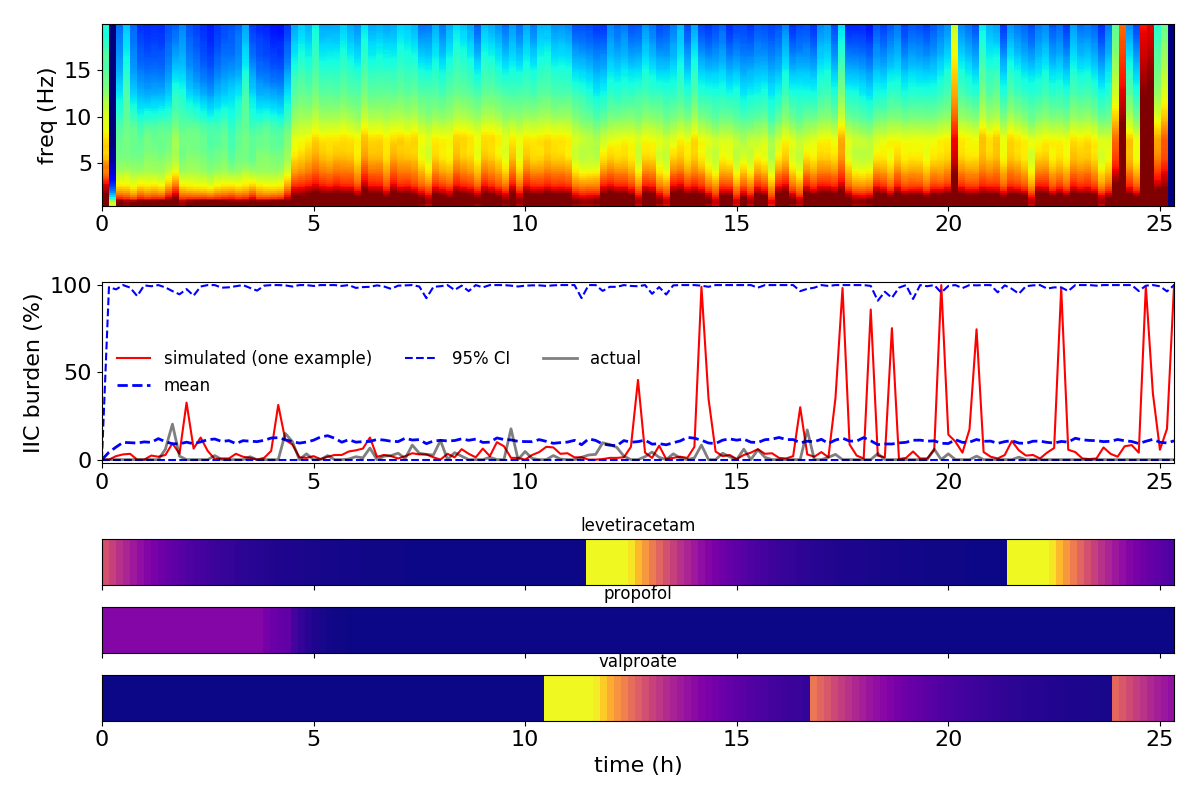 freq (Hz)
15
10
5
0 5 10 15 20 25
IIC burden (%)
100
50
0
simulated (one example) 95% CI actual
mean
0 5 10 15 20 25
levetiracetam
propofol
valproate
0 5 10 15 20 25
time (h)